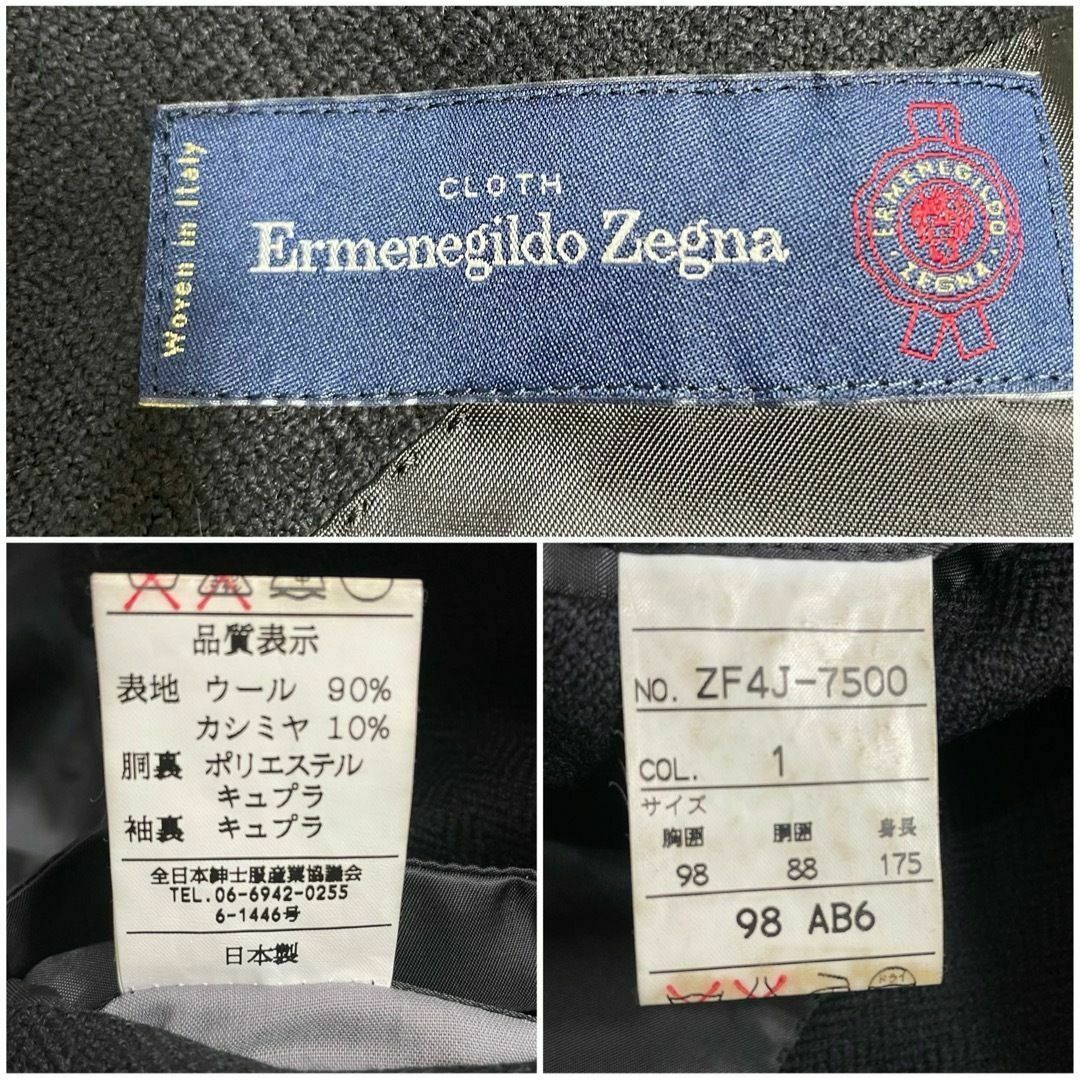 Woven in Italy
CLOTH
Ermenegildo Zegna
ERMENEGILDO
ZEGNA
品質表示
表地 ウール 90%
カシミヤ 10%
胴裏 ポリエステル
キュプラ
袖裏 キュプラ
全日本紳士服産業協議会
TEL.06-6942-0255
6-1446号
日本製
NO. ZF4J-7500
COL. 1
サイズ
胸囲 胴囲 身長
98 88 175
98 AB6
ドライ